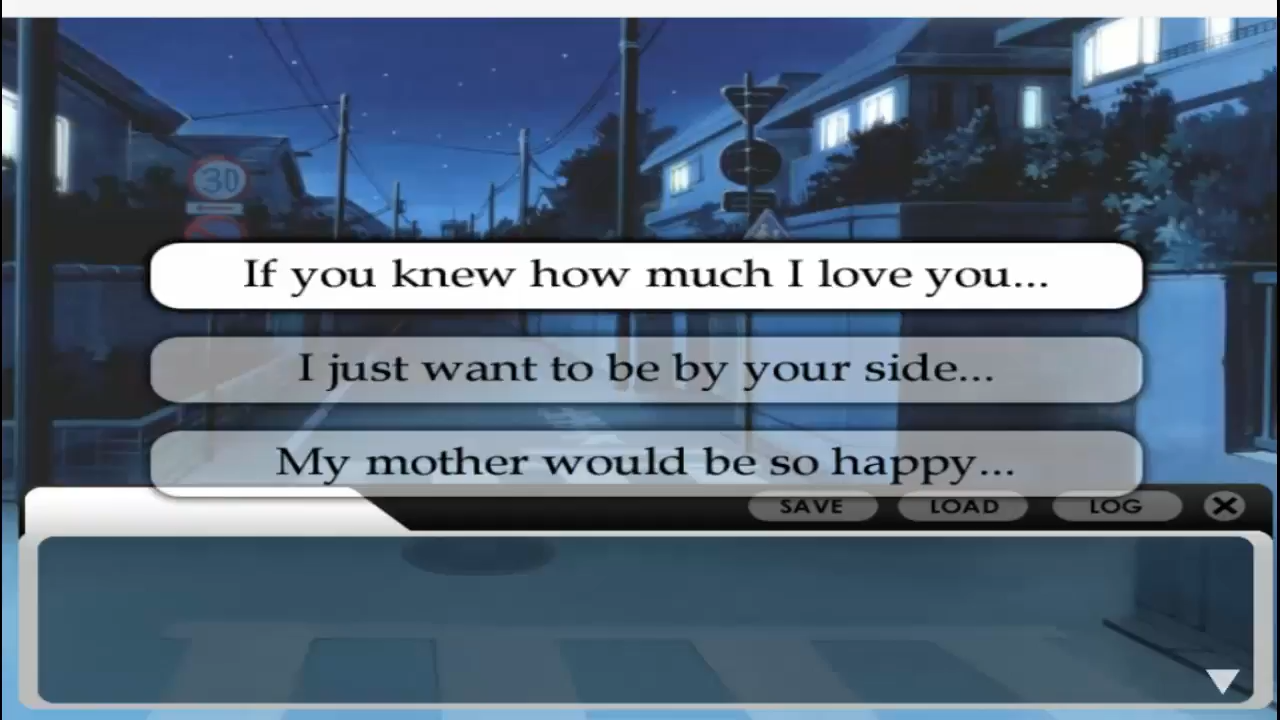 30
If you knew how much I love you...
I just want to be by your side...
My mother would be so happy...
SAVE LOAD LOG